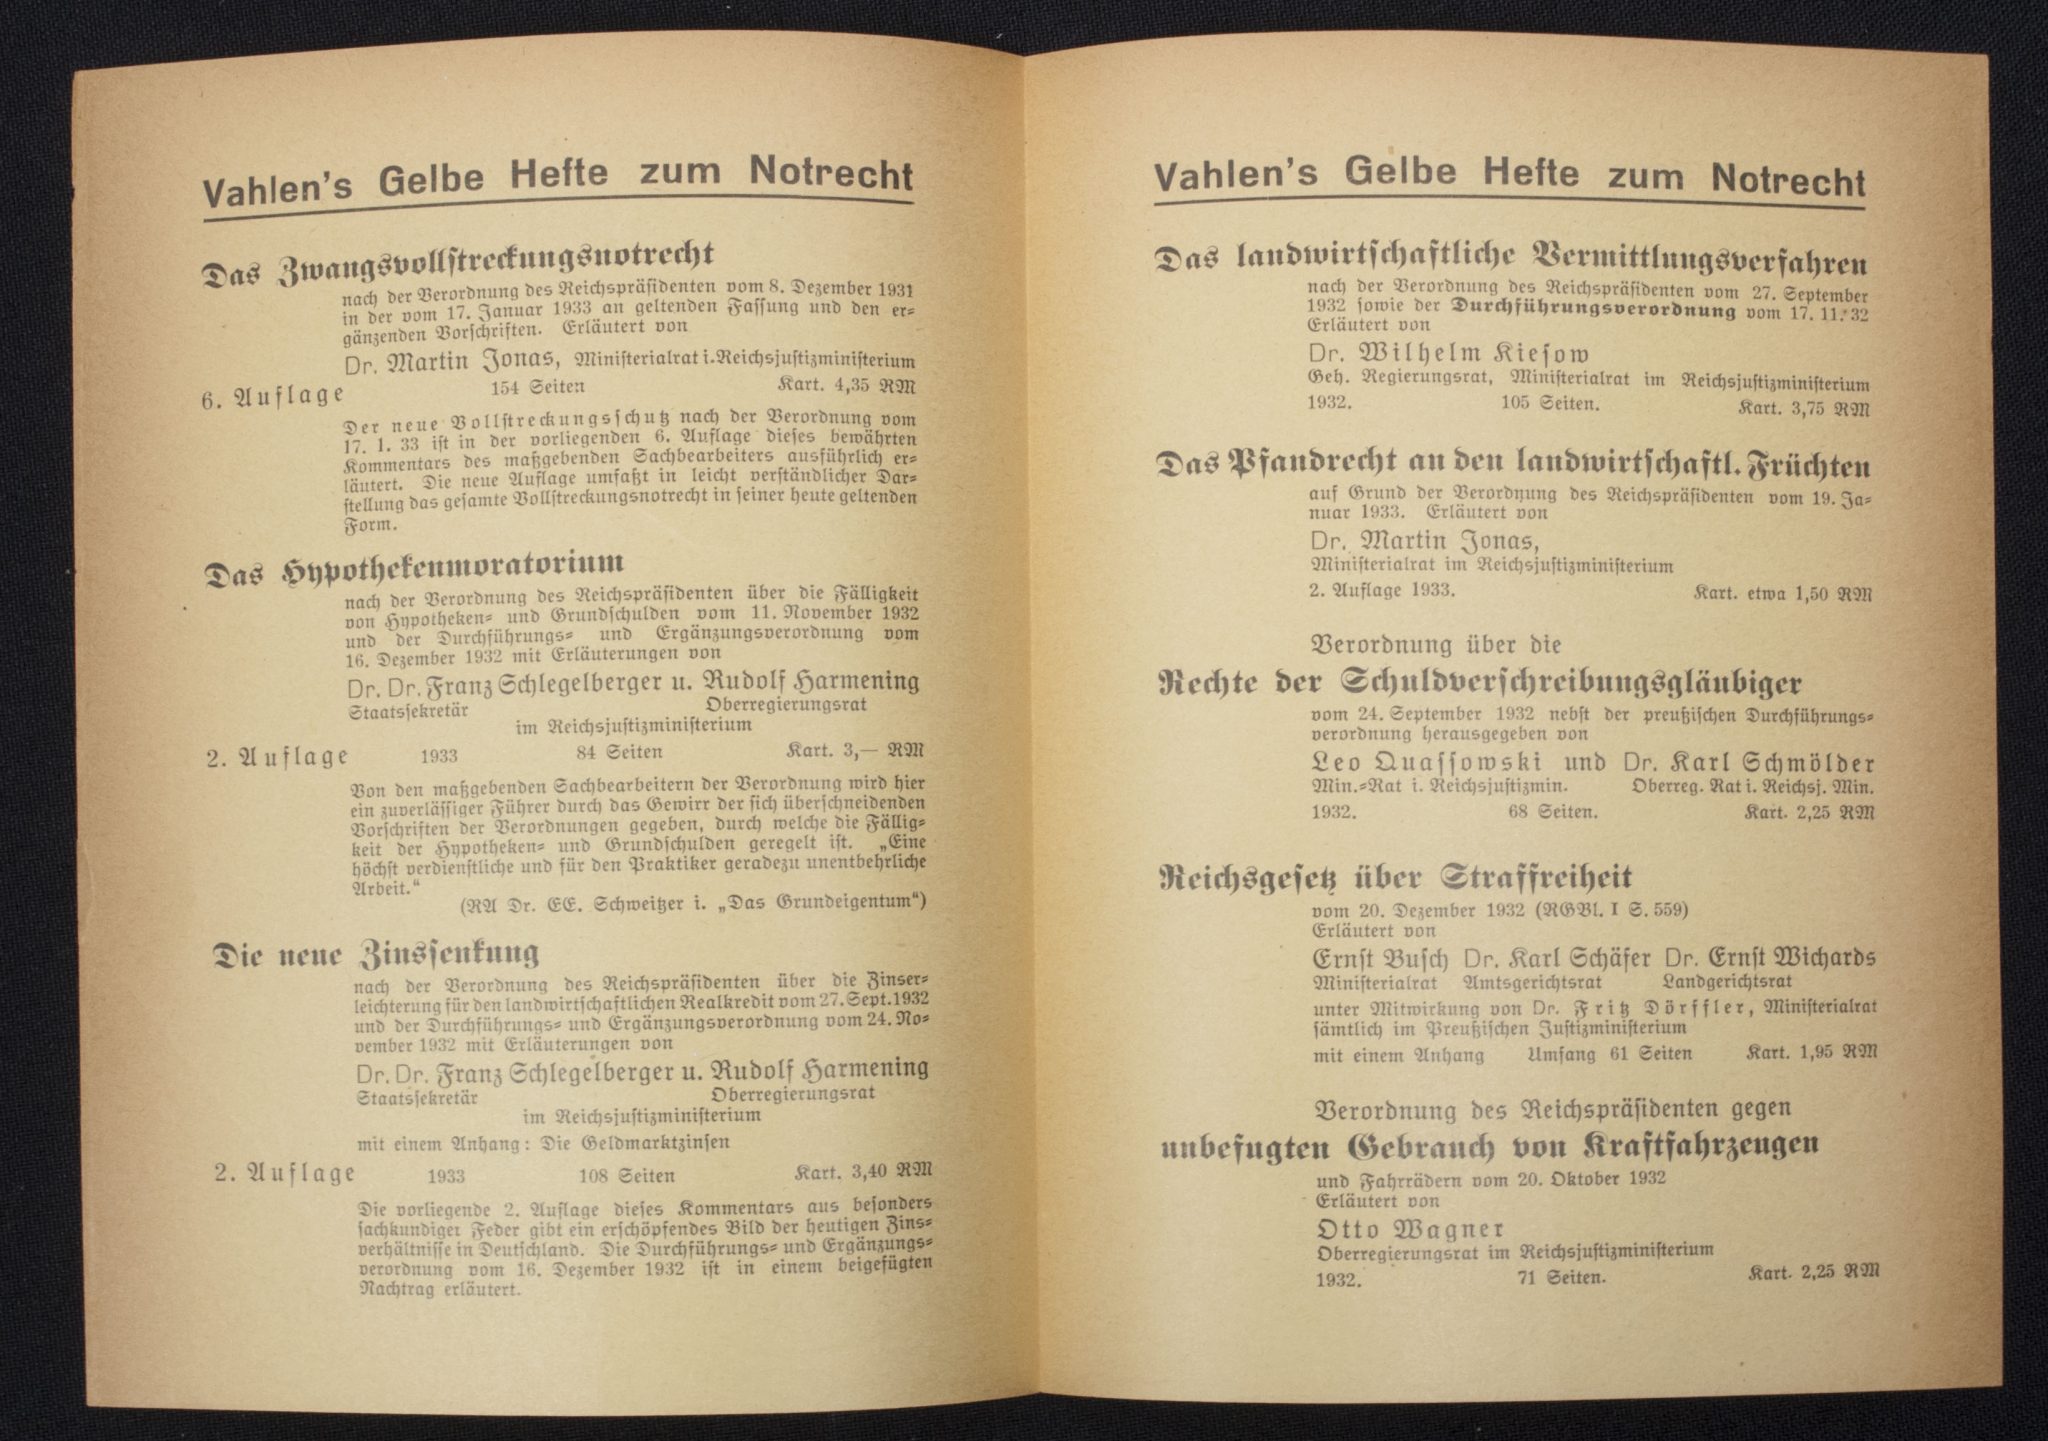 Vahlen's Gelbe Hefte zum Notrecht
Das Zwangsvollstreckungsnotrecht
nach der Verordnung des Reichspräsidenten vom 8. Dezember 1931
in der vom 17. Januar 1933 an geltenden Fassung und den er-
gänzenden Vorschriften. Erläutert von
Dr. Martin Jonas, Ministerialrat i. Reichsjustizministerium
6. Auflage 154 Seiten Kart. 4,35 RM
Der neue Vollstreckungsschutz nach der Verordnung vom
17. 1. 33 ist in der vorliegenden 6. Auflage dieses bewährten
Kommentars des maßgebenden Sachbearbeiters ausführlich er-
läutert. Die neue Auflage umfaßt in leicht verständlicher Dar-
stellung das gesamte Vollstreckungsnotrecht in seiner heute geltenden
Form.
Das Hypothekenmoratorium
nach der Verordnung des Reichspräsidenten über die Fälligkeit
von Hypotheken- und Grundschulden vom 11. November 1932
und der Durchführungs- und Ergänzungsverordnung vom
16. Dezember 1932 mit Erläuterungen von
Dr. Dr. Franz Schlegelberger u. Rudolf Harmening
Staatssekretär Oberregierungsrat
im Reichsjustizministerium
2. Auflage 1933 84 Seiten Kart. 3,— RM
Von den maßgebenden Sachbearbeitern der Verordnung wird hier
ein zuverlässiger Führer durch das Gewirr der sich überschneidenden
Vorschriften der Verordnungen gegeben, durch welche die Fällig-
keit der Hypotheken- und Grundschulden geregelt ist. „Eine
höchst verdienstliche und für den Praktiker geradezu unentbehrliche
Arbeit.“
(RA Dr. EE. Schweitzer i. „Das Grundeigentum“)
Die neue Zinssenkung
nach der Verordnung des Reichspräsidenten über die Zinser-
leichterung für den landwirtschaftlichen Realkredit vom 27. Sept. 1932
und der Durchführungs- und Ergänzungsverordnung vom 24. No-
vember 1932 mit Erläuterungen von
Dr. Dr. Franz Schlegelberger u. Rudolf Harmening
Staatssekretär Oberregierungsrat
im Reichsjustizministerium
mit einem Anhang: Die Geldmarktzinsen
2. Auflage 1933 108 Seiten Kart. 3,40 RM
Die vorliegende 2. Auflage dieses Kommentars aus besonders
sachkundiger Feder gibt ein erschöpfendes Bild der heutigen Zins-
verhältnisse in Deutschland. Die Durchführungs- und Ergänzungs-
verordnung vom 16. Dezember 1932 ist in einem beigefügten
Nachtrag erläutert.
Vahlen's Gelbe Hefte zum Notrecht
Das landwirtschaftliche Vermittlungsverfahren
nach der Verordnung des Reichspräsidenten vom 27. September
1932 sowie der Durchführungsverordnung vom 17. 11. 32
Erläutert von
Dr. Wilhelm Kiesow
Geh. Regierungsrat, Ministerialrat im Reichsjustizministerium
1932. 105 Seiten. Kart. 3,75 RM
Das Pfandrecht an den landwirtschaftl. Früchten
auf Grund der Verordnung des Reichspräsidenten vom 19. Ja-
nuar 1933. Erläutert von
Dr. Martin Jonas,
Ministerialrat im Reichsjustizministerium
2. Auflage 1933. Kart. etwa 1,50 RM
Verordnung über die
Rechte der Schuldverschreibungsgläubiger
vom 24. September 1932 nebst der preußischen Durchführungs-
verordnung herausgegeben von
Leo Quassowski und Dr. Karl Schmölder
Min.-Rat i. Reichsjustizmin. Oberreg. Rat i. Reichsj. Min.
1932. 68 Seiten. Kart. 2,25 RM
Reichsgesetz über Straffreiheit
vom 20. Dezember 1932 (RGBl. I S. 559)
Erläutert von
Ernst Busch Dr. Karl Schäfer Dr. Ernst Wichards
Ministerialrat Amtsgerichtsrat Landgerichtsrat
unter Mitwirkung von Dr. Fritz Dörffler, Ministerialrat
sämtlich im Preußischen Justizministerium
mit einem Anhang Umfang 61 Seiten Kart. 1,95 RM
Verordnung des Reichspräsidenten gegen
unbefugten Gebrauch von Kraftfahrzeugen
und Fahrrädern vom 20. Oktober 1932
Erläutert von
Otto Wagner
Oberregierungsrat im Reichsjustizministerium
1932. 71 Seiten. Kart. 2,25 RM